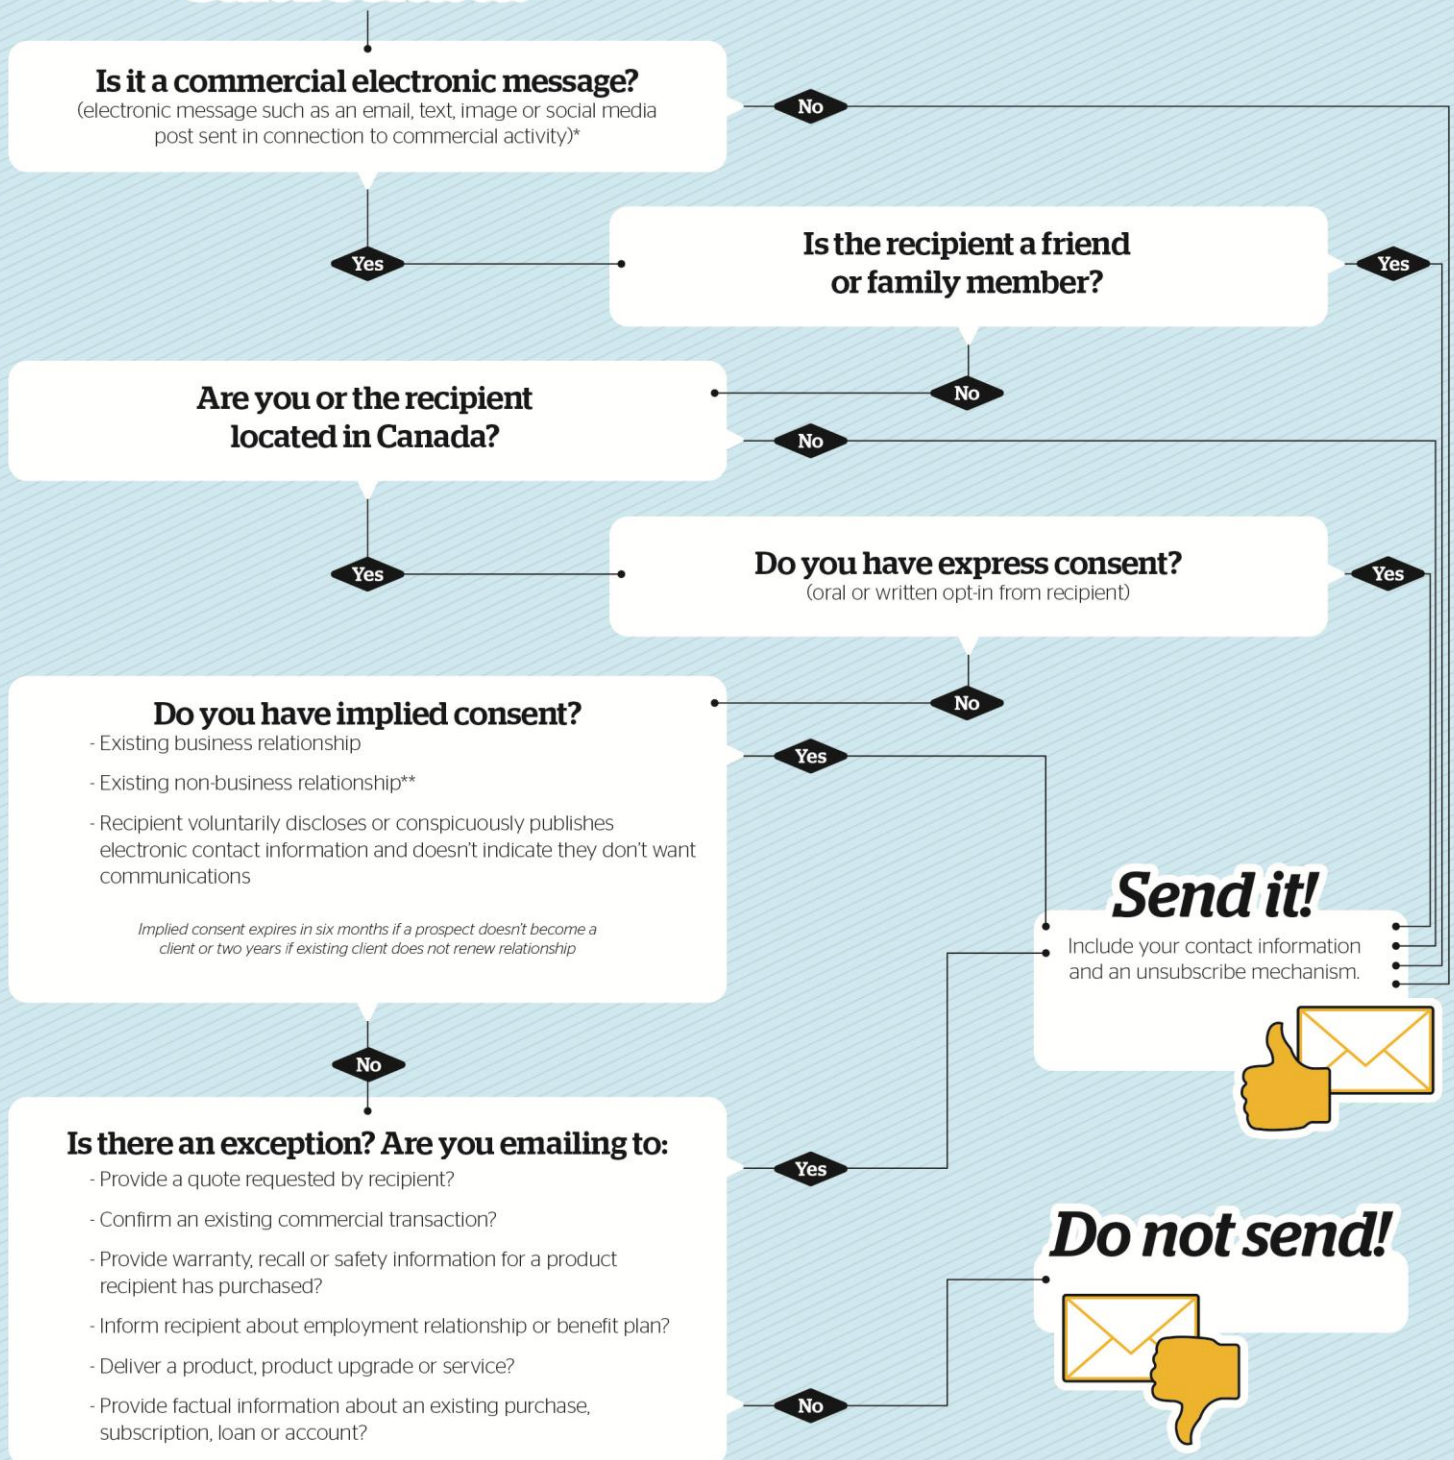 Is it a commercial electronic message?
(electronic message such as an email, text, image or social media
post sent in connection to commercial activity)*
No
Yes
Is the recipient a friend
or family member?
Yes
No
Are you or the recipient
located in Canada?
No
Yes
Do you have express consent?
(oral or written opt-in from recipient)
Yes
No
Do you have implied consent?
- Existing business relationship
- Existing non-business relationship**
- Recipient voluntarily discloses or conspicuously publishes
electronic contact information and doesn't indicate they don't want
communications
Implied consent expires in six months if a prospect doesn't become a
client or two years if existing client does not renew relationship
Yes
No
Send it!
Include your contact information
and an unsubscribe mechanism.
Is there an exception? Are you emailing to:
- Provide a quote requested by recipient?
- Confirm an existing commercial transaction?
- Provide warranty, recall or safety information for a product
recipient has purchased?
- Inform recipient about employment relationship or benefit plan?
- Deliver a product, product upgrade or service?
- Provide factual information about an existing purchase,
subscription, loan or account?
Yes
No
Do not send!